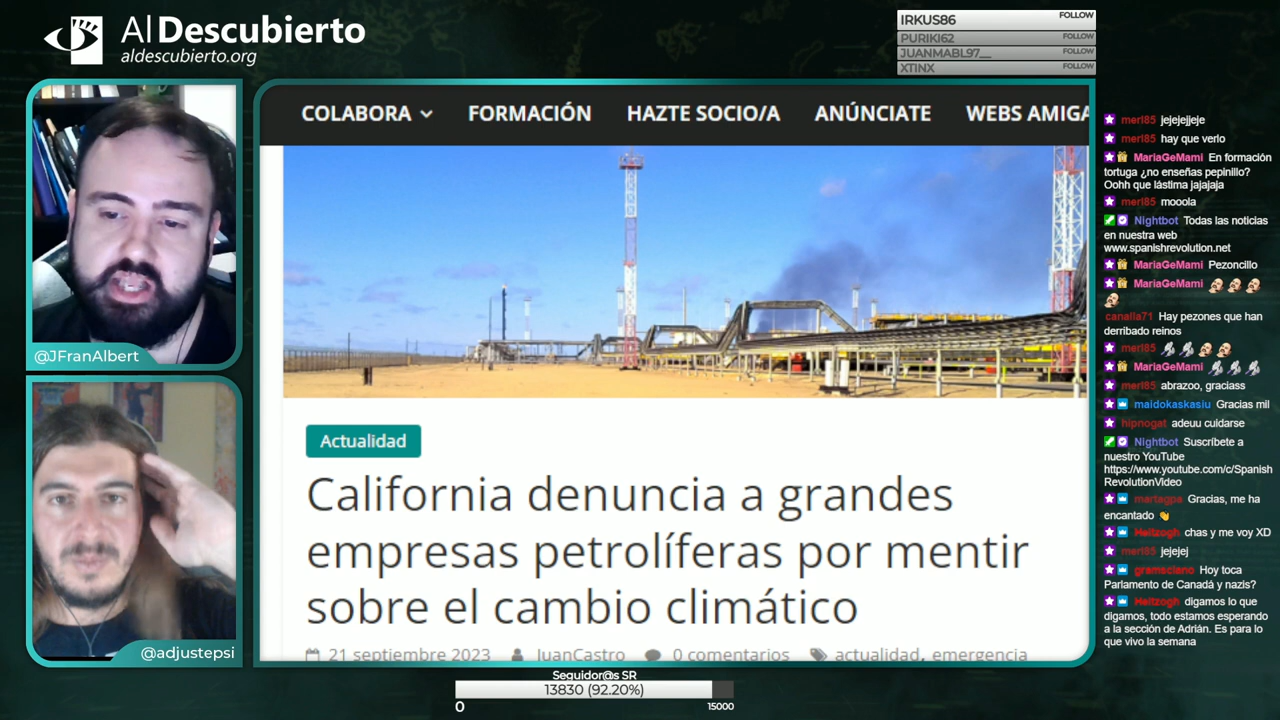 Al Descubierto
aldescubierto.org
IRKUS86 FOLLOW
PURIKI62 FOLLOW
JUANMABL97__ FOLLOW
XTINX FOLLOW
COLABORA FORMACIÓN HAZTE SOCIO/A ANÚNCIATE WEBS AMIGA
@JFranAlbert
@adjustepsi
Actualidad
California denuncia a grandes
empresas petrolíferas por mentir
sobre el cambio climático
21 septiembre 2023 JuanCastro 0 comentarios actualidad, emergencia
merl85 jejejejjeje
merl85 hay que verlo
MariaGeMami En formación
tortuga ¿no enseñas pepinillo?
Oohh que lástima jajajaja
merl85 mooola
Nightbot Todas las noticias
en nuestra web
www.spanishrevolution.net
MariaGeMami Pezoncillo
MariaGeMami
canalla71 Hay pezones que han
derribado reinos
merl85
MariaGeMami
merl85 abrazoo, graciass
maidokaskasiu Gracias mil
hipnogat adeuu cuidarse
Nightbot Suscríbete a
nuestro YouTube
https://www.youtube.com/c/Spanish
RevolutionVideo
martagpa Gracias, me ha
encantado 👏
Heitzogh chas y me voy XD
merl85 jejejej
gramsciano Hoy toca
Parlamento de Canadá y nazis?
Heitzogh digamos lo que
digamos, todo estamos esperando
a la sección de Adrián. Es para lo
que vivo la semana
Seguidor@s SR
13830 (92.20%)
0 15000